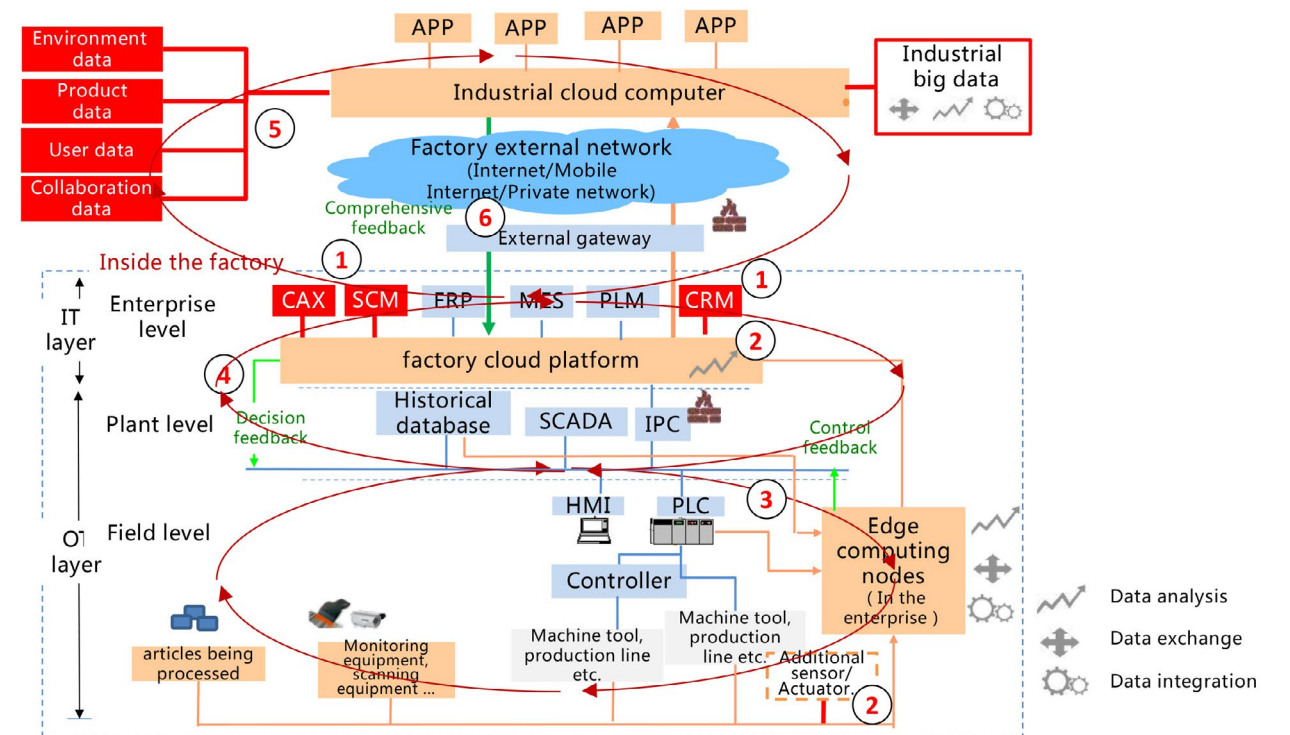 APP
APP
APP
APP
Environment
data
Product
data
User data
Collaboration
data
5
Industrial cloud computer
Industrial
big data
Factory external network
(Internet/Mobile
Internet/Private network)
Comprehensive
feedback
6
External gateway
Inside the factory
1
1
IT
layer
Enterprise
level
CAX
SCM
ERP
MES
PLM
CRM
2
factory cloud platform
4
Plant level
Decision
feedback
Historical
database
SCADA
IPC
Control
feedback
OT
layer
Field level
HMI
PLC
3
Edge
computing
nodes
( In the
enterprise )
Controller
articles being
processed
Monitoring
equipment,
scanning
equipment ...
Machine tool,
production line
etc.
Machine tool,
production
line etc.
Additional
sensor/
Actuator..
2
Data analysis
Data exchange
Data integration